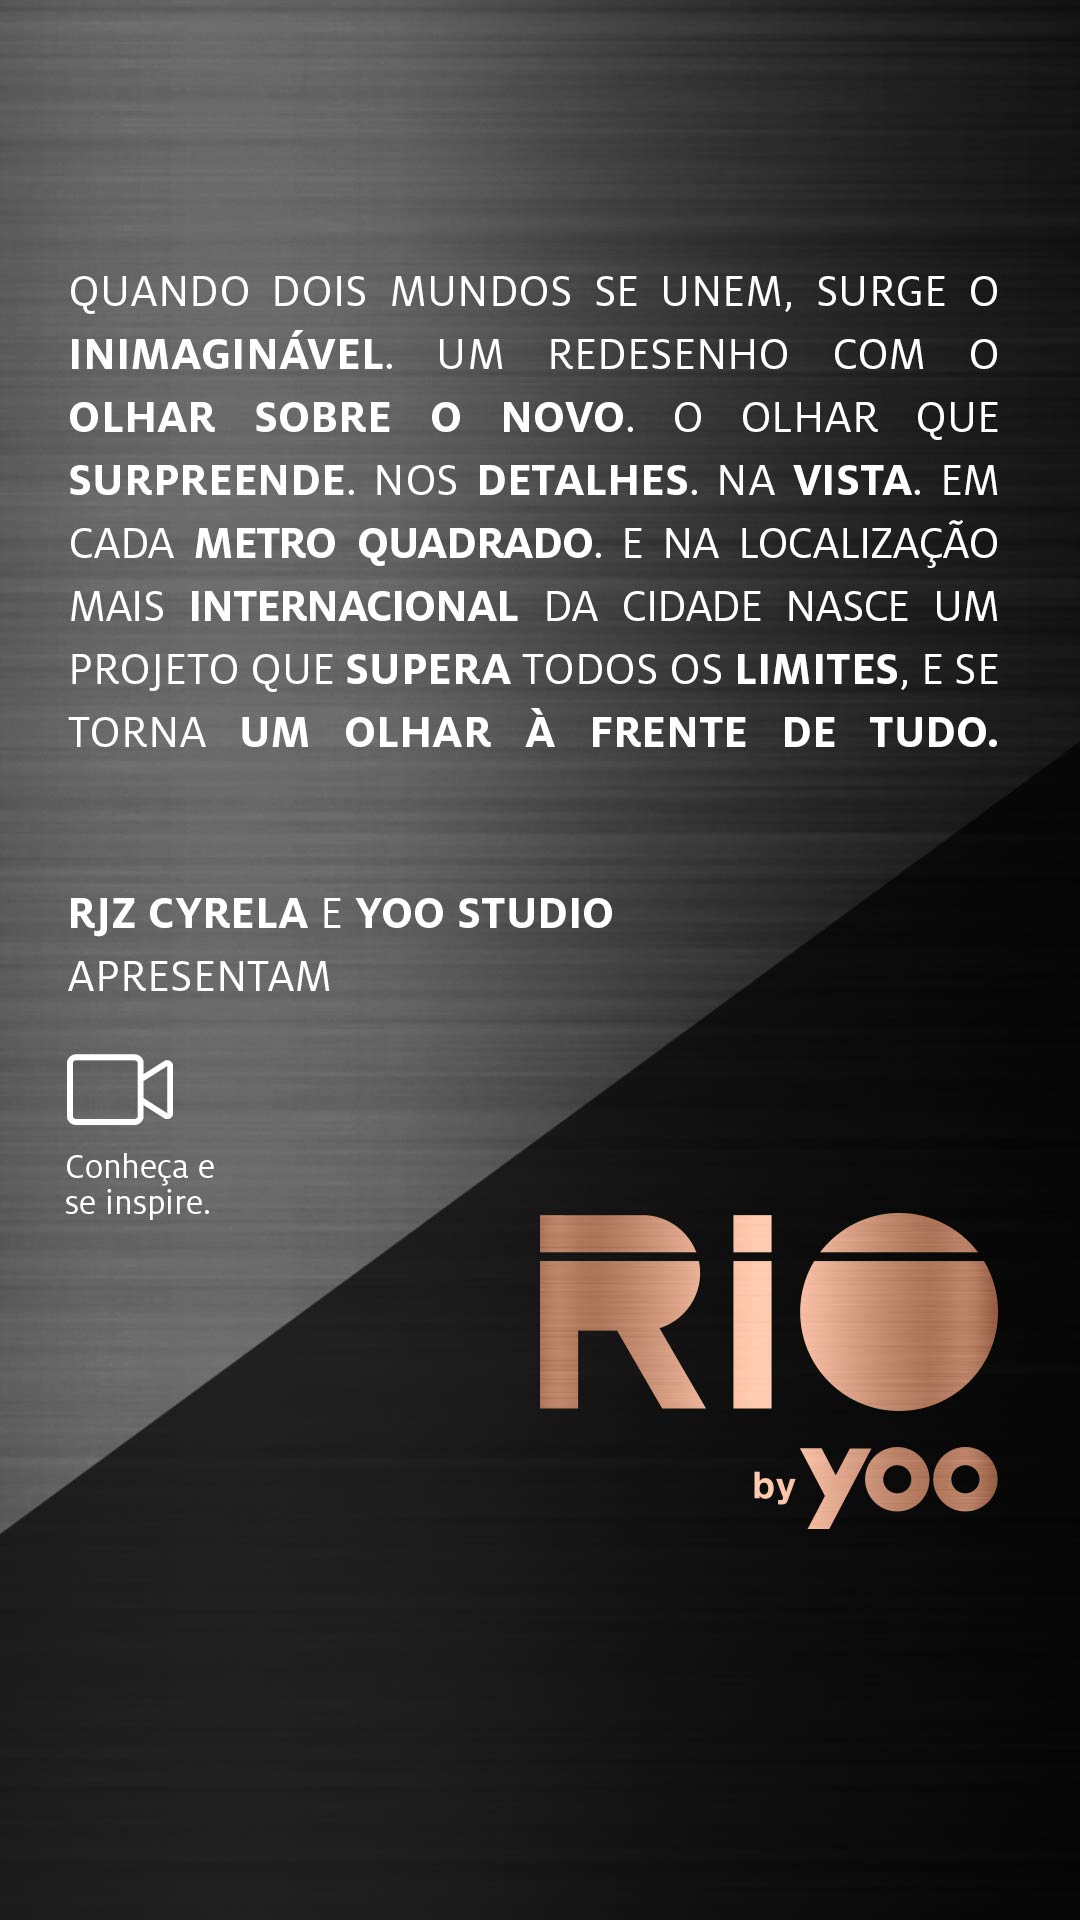 QUANDO DOIS MUNDOS SE UNEM, SURGE O
INIMAGINÁVEL. UM REDESENHO COM O
OLHAR SOBRE O NOVO. O OLHAR QUE
SURPREENDE. NOS DETALHES. NA VISTA. EM
CADA METRO QUADRADO. E NA LOCALIZAÇÃO
MAIS INTERNACIONAL DA CIDADE NASCE UM
PROJETO QUE SUPERA TODOS OS LIMITES, E SE
TORNA UM OLHAR À FRENTE DE TUDO.
RJZ CYRELA E YOO STUDIO
APRESENTAM
Conheça e
se inspire.
RiO
by yoo